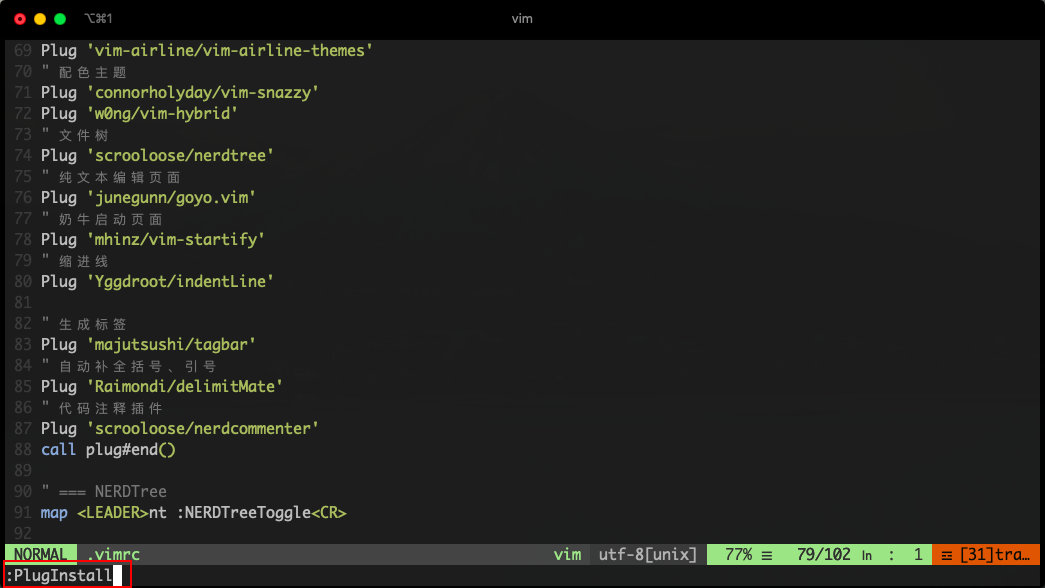 ⌥⌘1 vim
69 Plug 'vim-airline/vim-airline-themes'
70 " 配色主题
71 Plug 'connorholyday/vim-snazzy'
72 Plug 'w0ng/vim-hybrid'
73 " 文件树
74 Plug 'scrooloose/nerdtree'
75 " 纯文本编辑页面
76 Plug 'junegunn/goyo.vim'
77 " 奶牛启动页面
78 Plug 'mhinz/vim-startify'
79 " 缩进线
80 Plug 'Yggdroot/indentLine'
81
82 " 生成标签
83 Plug 'majutsushi/tagbar'
84 " 自动补全括号、引号
85 Plug 'Raimondi/delimitMate'
86 " 代码注释插件
87 Plug 'scrooloose/nerdcommenter'
88 call plug#end()
89
90 " === NERDTree
91 map <LEADER>nt :NERDTreeToggle<CR>
92
NORMAL .vimrc vim utf-8[unix] 77% ≡ 79/102 ln : 1 ☲ [31]tra…
:PlugInstall